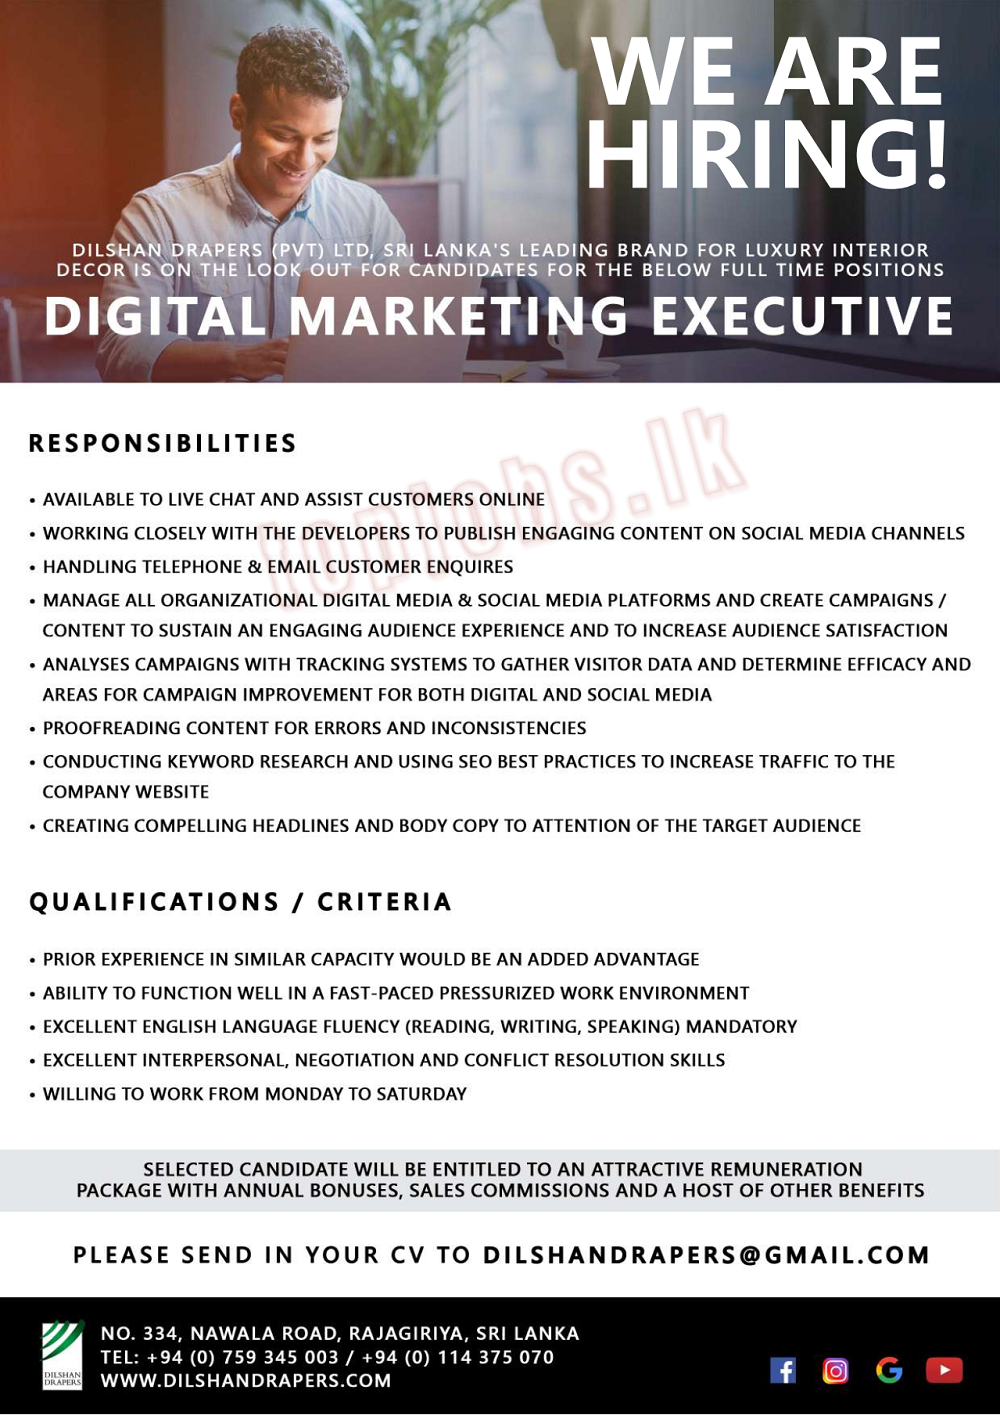 WE ARE
HIRING!
DILSHAN DRAPERS (PVT) LTD, SRI LANKA'S LEADING BRAND FOR LUXURY INTERIOR
DECOR IS ON THE LOOK OUT FOR CANDIDATES FOR THE BELOW FULL TIME POSITIONS
DIGITAL MARKETING EXECUTIVE
topjobs.lk
RESPONSIBILITIES
• AVAILABLE TO LIVE CHAT AND ASSIST CUSTOMERS ONLINE
• WORKING CLOSELY WITH THE DEVELOPERS TO PUBLISH ENGAGING CONTENT ON SOCIAL MEDIA CHANNELS
• HANDLING TELEPHONE & EMAIL CUSTOMER ENQUIRES
• MANAGE ALL ORGANIZATIONAL DIGITAL MEDIA & SOCIAL MEDIA PLATFORMS AND CREATE CAMPAIGNS /
CONTENT TO SUSTAIN AN ENGAGING AUDIENCE EXPERIENCE AND TO INCREASE AUDIENCE SATISFACTION
• ANALYSES CAMPAIGNS WITH TRACKING SYSTEMS TO GATHER VISITOR DATA AND DETERMINE EFFICACY AND
AREAS FOR CAMPAIGN IMPROVEMENT FOR BOTH DIGITAL AND SOCIAL MEDIA
• PROOFREADING CONTENT FOR ERRORS AND INCONSISTENCIES
• CONDUCTING KEYWORD RESEARCH AND USING SEO BEST PRACTICES TO INCREASE TRAFFIC TO THE
COMPANY WEBSITE
• CREATING COMPELLING HEADLINES AND BODY COPY TO ATTENTION OF THE TARGET AUDIENCE
QUALIFICATIONS / CRITERIA
• PRIOR EXPERIENCE IN SIMILAR CAPACITY WOULD BE AN ADDED ADVANTAGE
• ABILITY TO FUNCTION WELL IN A FAST-PACED PRESSURIZED WORK ENVIRONMENT
• EXCELLENT ENGLISH LANGUAGE FLUENCY (READING, WRITING, SPEAKING) MANDATORY
• EXCELLENT INTERPERSONAL, NEGOTIATION AND CONFLICT RESOLUTION SKILLS
• WILLING TO WORK FROM MONDAY TO SATURDAY
SELECTED CANDIDATE WILL BE ENTITLED TO AN ATTRACTIVE REMUNERATION
PACKAGE WITH ANNUAL BONUSES, SALES COMMISSIONS AND A HOST OF OTHER BENEFITS
PLEASE SEND IN YOUR CV TO DILSHANDRAPERS@GMAIL.COM
DILSHAN
DRAPERS
NO. 334, NAWALA ROAD, RAJAGIRIYA, SRI LANKA
TEL: +94 (0) 759 345 003 / +94 (0) 114 375 070
WWW.DILSHANDRAPERS.COM